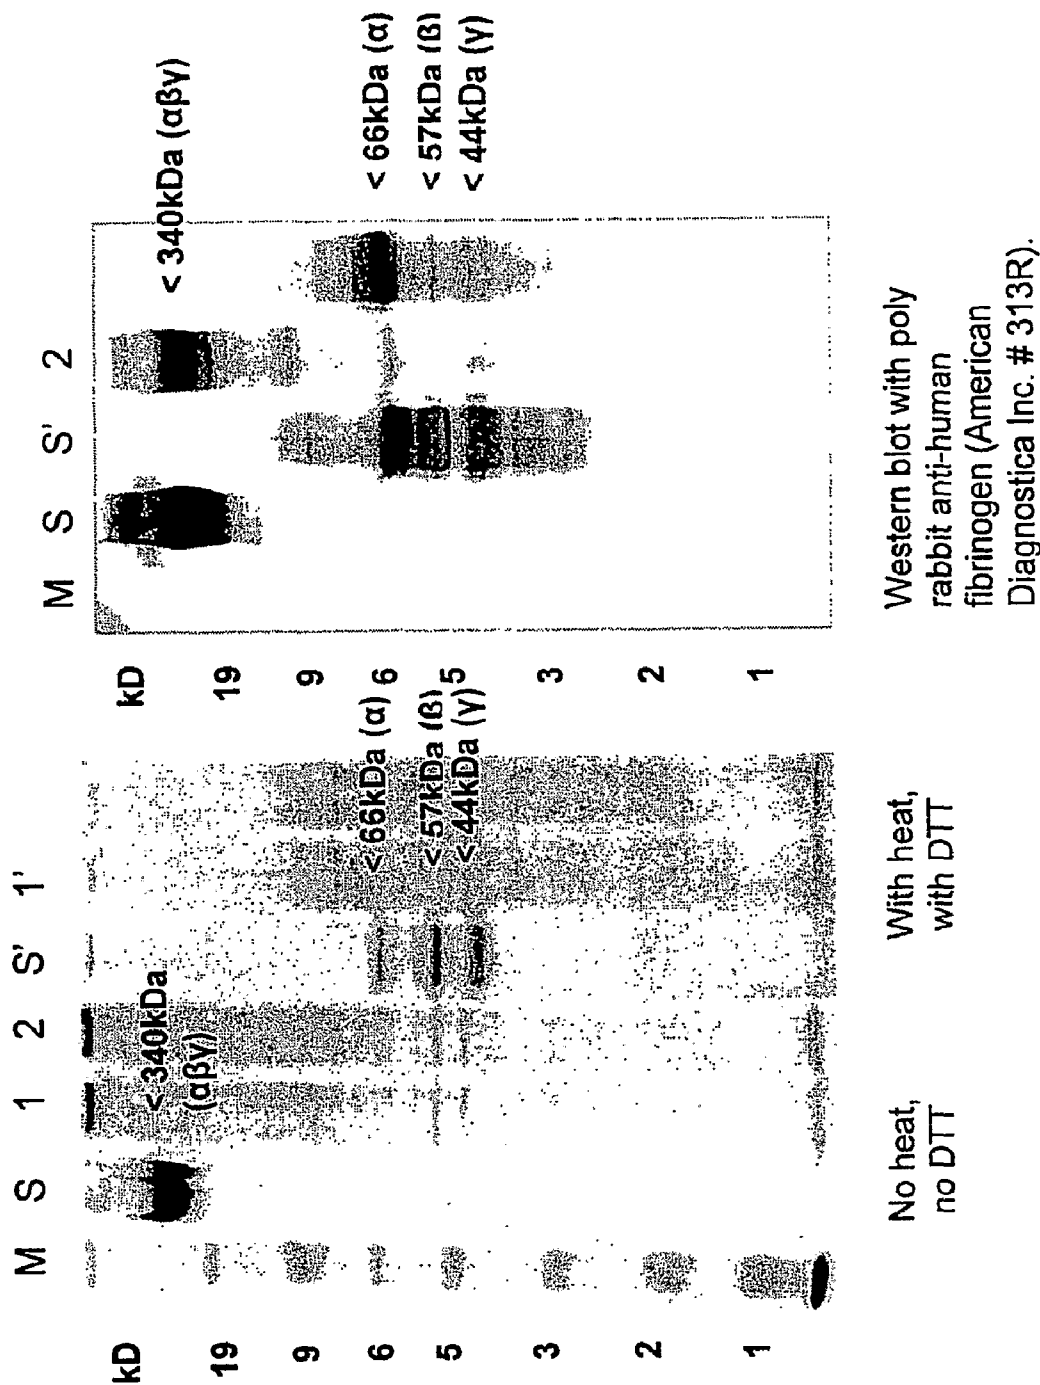 M S 1 2 S' 1'
kD
19
9
6
5
3
2
1
< 340kDa
(αβγ)
< 66kDa (α)
< 57kDa (β)
< 44kDa (γ)
No heat,
no DTT
With heat,
with DTT
M S S' 2
kD
19
9
6
5
3
2
1
< 340kDa (αβγ)
< 66kDa (α)
< 57kDa (β)
< 44kDa (γ)
Western blot with poly
rabbit anti-human
fibrinogen (American
Diagnostica Inc. # 313R).